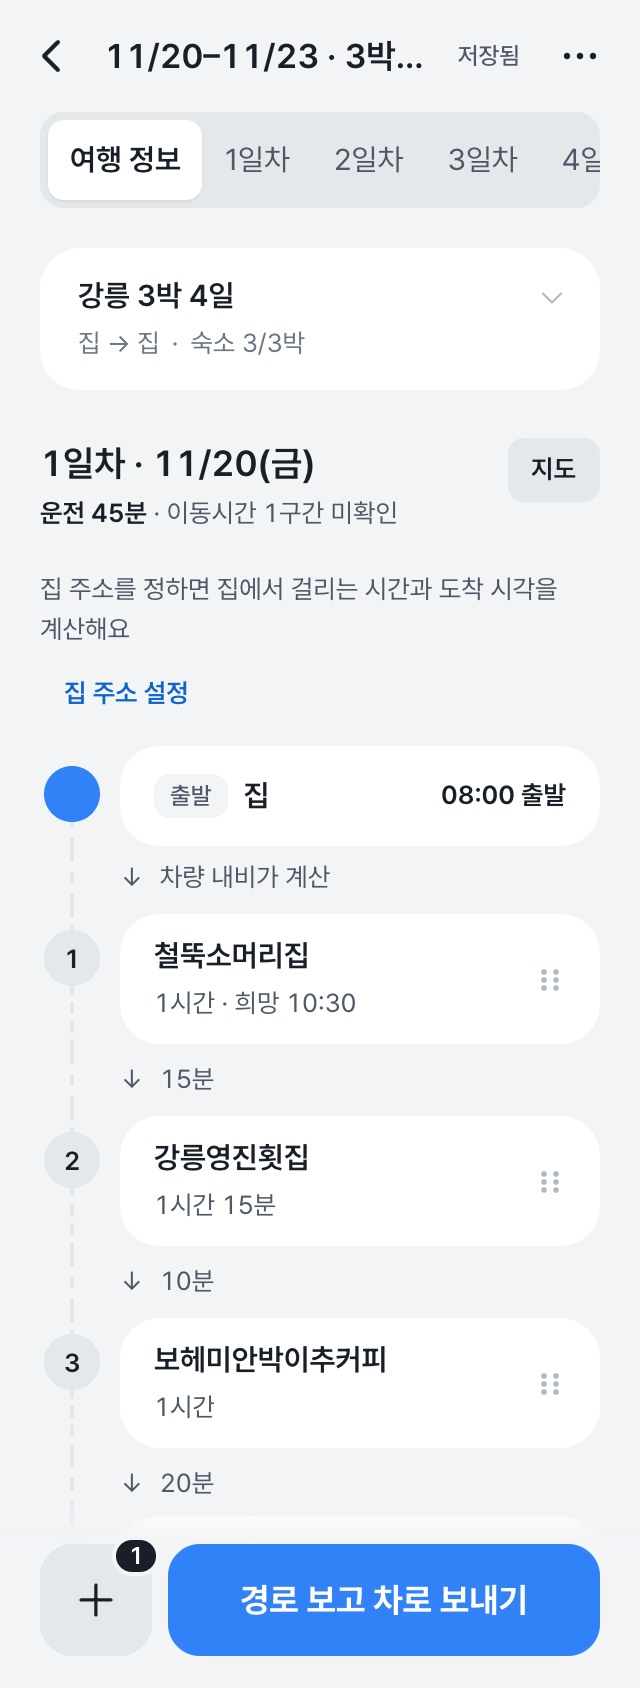 11/20–11/23 · 3박...
저장됨
여행 정보
1일차
2일차
3일차
4일
강릉 3박 4일
집 → 집 · 숙소 3/3박
1일차 · 11/20(금)
지도
운전 45분 · 이동시간 1구간 미확인
집 주소를 정하면 집에서 걸리는 시간과 도착 시각을
계산해요
집 주소 설정
출발 집 08:00 출발
↓ 차량 내비가 계산
1
철뚝소머리집
1시간 · 희망 10:30
↓ 15분
2
강릉영진횟집
1시간 15분
↓ 10분
3
보헤미안박이추커피
1시간
↓ 20분
1
경로 보고 차로 보내기